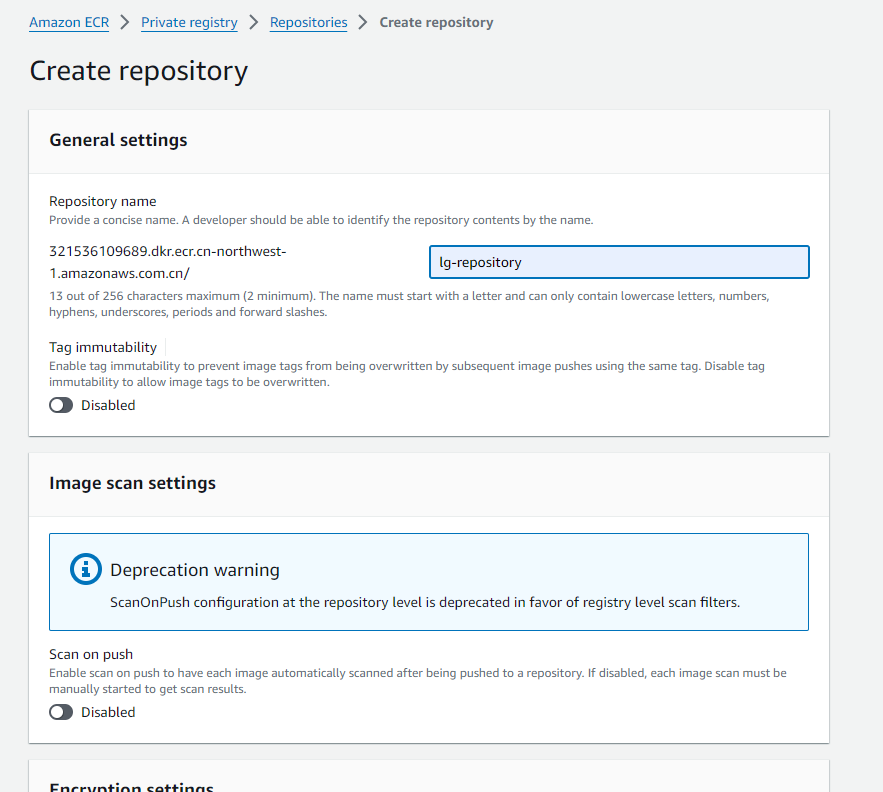 Amazon ECR > Private registry > Repositories > Create repository
Create repository
General settings
Repository name
Provide a concise name. A developer should be able to identify the repository contents by the name.
321536109689.dkr.ecr.cn-northwest-
1.amazonaws.com.cn/
lg-repository
13 out of 256 characters maximum (2 minimum). The name must start with a letter and can only contain lowercase letters, numbers,
hyphens, underscores, periods and forward slashes.
Tag immutability
Enable tag immutability to prevent image tags from being overwritten by subsequent image pushes using the same tag. Disable tag
immutability to allow image tags to be overwritten.
Disabled
Image scan settings
Deprecation warning
ScanOnPush configuration at the repository level is deprecated in favor of registry level scan filters.
Scan on push
Enable scan on push to have each image automatically scanned after being pushed to a repository. If disabled, each image scan must be
manually started to get scan results.
Disabled
Encryption settings